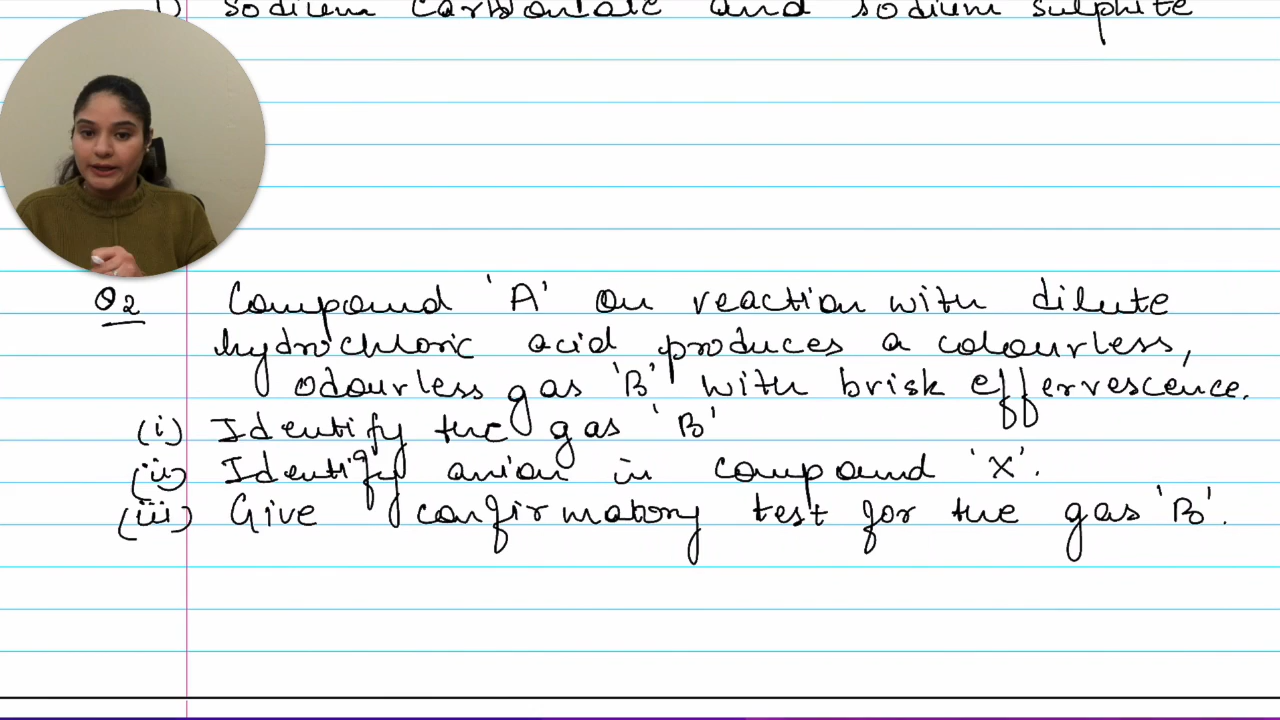 1) Sodium Carbonate and sodium sulphite
Q2 Compound 'A' on reaction with dilute
hydrochloric acid produces a colourless,
odourless gas 'B' with brisk effervescence.
(i) Identify the gas 'B'
(ii) Identify anion in compound 'X'.
(iii) Give confirmatory test for the gas 'B'.